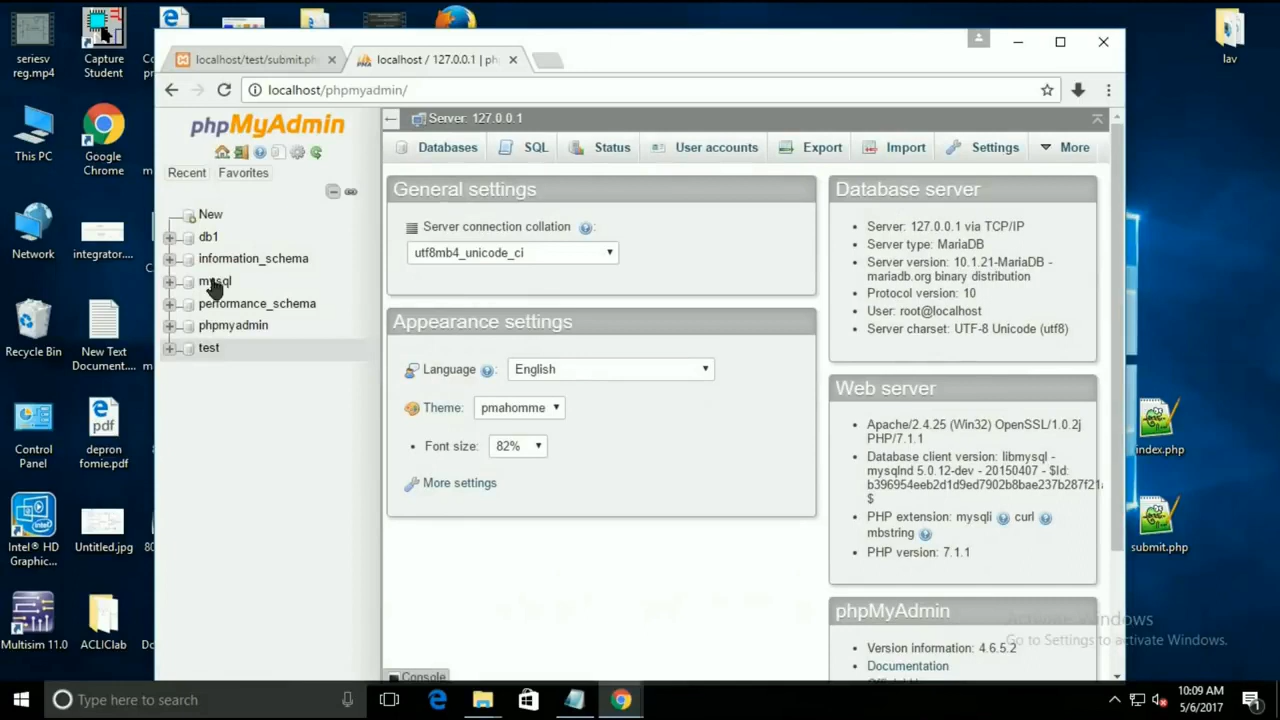 seriesv
reg.mp4
Capture
Student
This PC
Google
Chrome
Network
integrator....
Recycle Bin
New Text
Document....
Control
Panel
depron
fomie.pdf
Intel® HD
Graphic...
Untitled.jpg
Multisim 11.0
ACLIClab
lav
index.php
submit.php
localhost/test/submit.ph
localhost / 127.0.0.1 | ph
localhost/phpmyadmin/
phpMyAdmin
Recent
Favorites
New
db1
information_schema
mysql
performance_schema
phpmyadmin
test
Server: 127.0.0.1
Databases
SQL
Status
User accounts
Export
Import
Settings
More
General settings
Server connection collation
utf8mb4_unicode_ci
Appearance settings
Language
English
Theme:
pmahomme
Font size:
82%
More settings
Console
Database server
Server: 127.0.0.1 via TCP/IP
Server type: MariaDB
Server version: 10.1.21-MariaDB -
mariadb.org binary distribution
Protocol version: 10
User: root@localhost
Server charset: UTF-8 Unicode (utf8)
Web server
Apache/2.4.25 (Win32) OpenSSL/1.0.2j
PHP/7.1.1
Database client version: libmysql -
mysqlnd 5.0.12-dev - 20150407 - $Id:
b396954eeb2d1d9ed7902b8bae237b287f21
$
PHP extension: mysqli curl
mbstring
PHP version: 7.1.1
phpMyAdmin
Version information: 4.6.5.2
Documentation
Activate Windows
Go to Settings to activate Windows.
Type here to search
10:09 AM
5/6/2017
1